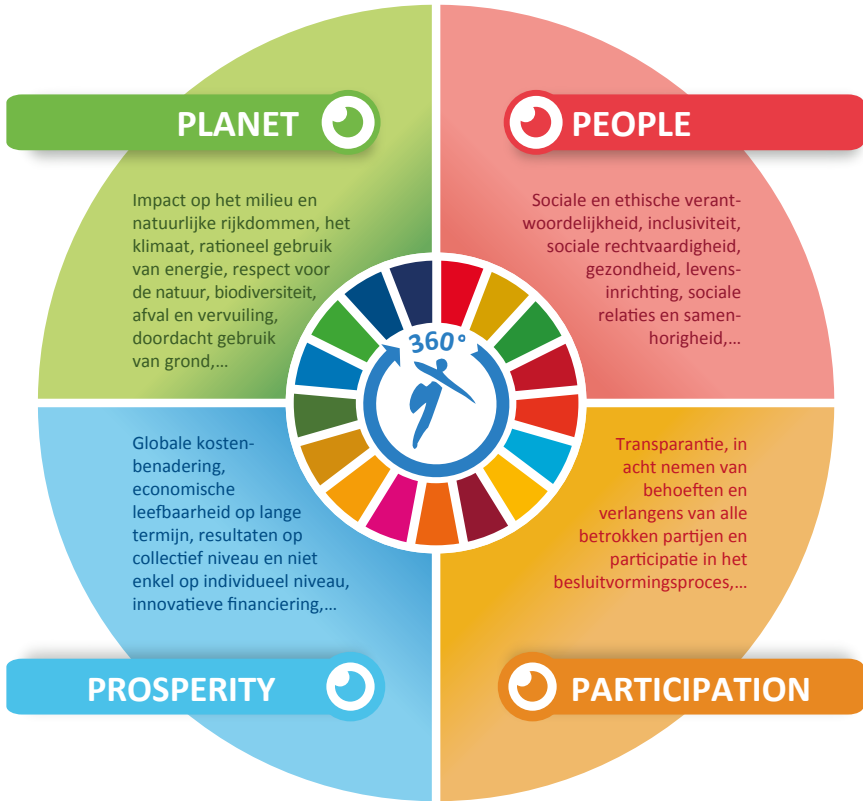 PLANET
Impact op het milieu en
natuurlijke rijkdommen, het
klimaat, rationeel gebruik
van energie, respect voor
de natuur, biodiversiteit,
afval en vervuiling,
doordacht gebruik
van grond,...
PEOPLE
Sociale en ethische verant-
woordelijkheid, inclusiviteit,
sociale rechtvaardigheid,
gezondheid, levens-
inrichting, sociale
relaties en samen-
horigheid,...
360°
Globale kosten-
benadering,
economische
leefbaarheid op lange
termijn, resultaten op
collectief niveau en niet
enkel op individueel niveau,
innovatieve financiering,...
PROSPERITY
Transparantie, in
acht nemen van
behoeften en
verlangens van alle
betrokken partijen en
participatie in het
besluitvormingsproces,...
PARTICIPATION